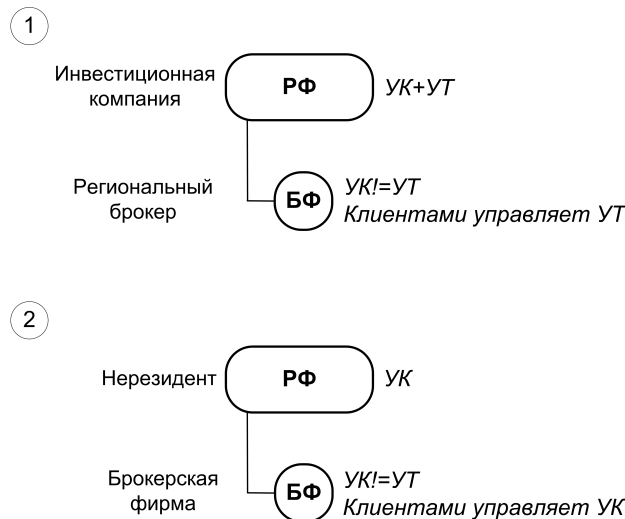 1
Инвестиционная
компания
РФ
УК+УТ
Региональный
брокер
БФ
УК!=УТ
Клиентами управляет УТ
2
Нерезидент
РФ
УК
Брокерская
фирма
БФ
УК!=УТ
Клиентами управляет УК